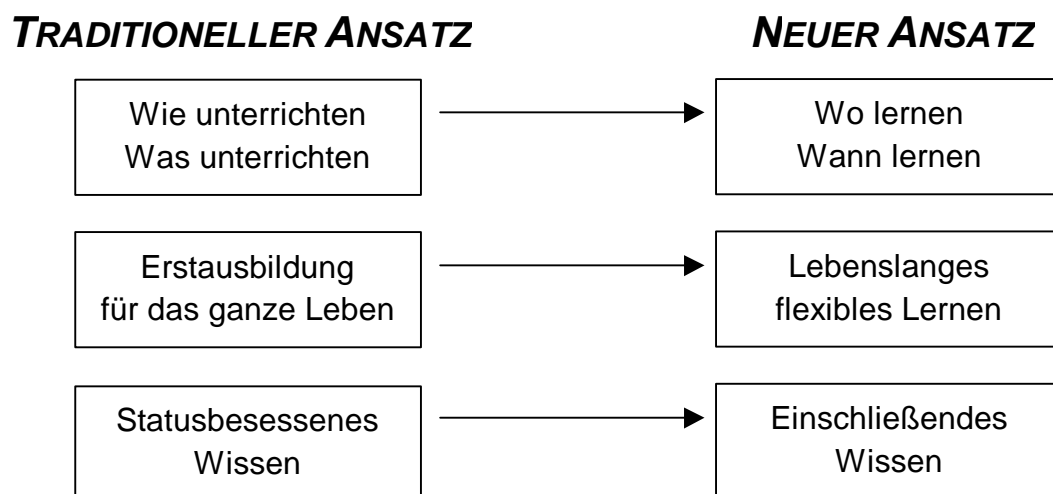 TRADITIONELLER ANSATZ NEUER ANSATZ
Wie unterrichten
Was unterrichten
Wo lernen
Wann lernen
Erstausbildung
für das ganze Leben
Lebenslanges
flexibles Lernen
Statusbesessenes
Wissen
Einschließendes
Wissen